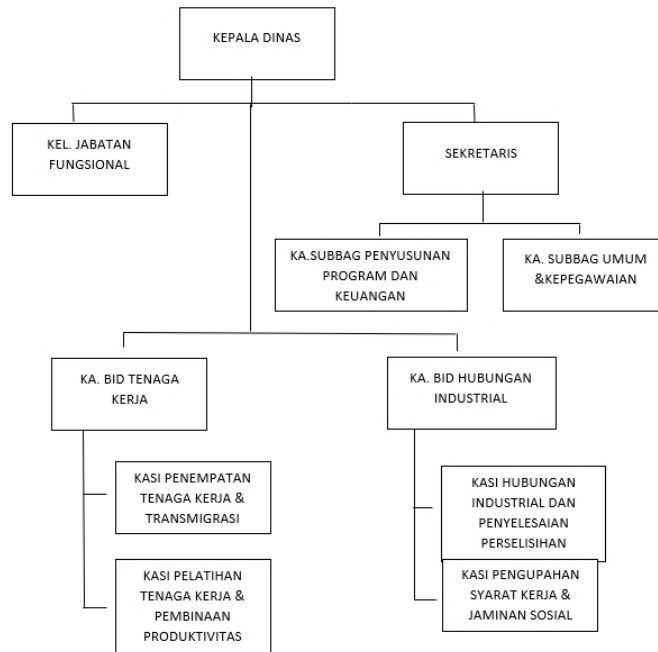 KEPALA DINAS
KEL. JABATAN
FUNGSIONAL
SEKRETARIS
KA.SUBBAG PENYUSUNAN
PROGRAM DAN
KEUANGAN
KA. SUBBAG UMUM
&KEPEGAWAIAN
KA. BID TENAGA
KERJA
KA. BID HUBUNGAN
INDUSTRIAL
KASI PENEMPATAN
TENAGA KERJA &
TRANSMIGRASI
KASI PELATIHAN
TENAGA KERJA &
PEMBINAAN
PRODUKTIVITAS
KASI HUBUNGAN
INDUSTRIAL DAN
PENYELESAIAN
PERSELISIHAN
KASI PENGUPAHAN
SYARAT KERJA &
JAMINAN SOSIAL